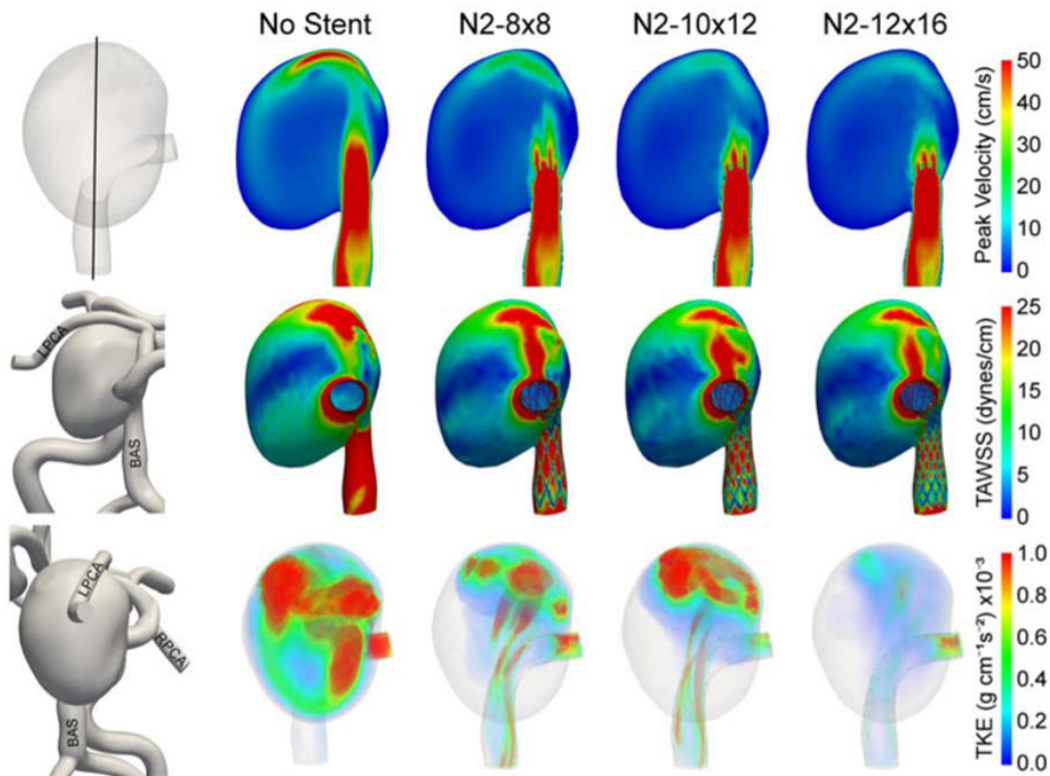 No Stent N2-8x8 N2-10x12 N2-12x16
50
40
30
20
10
0
Peak Velocity (cm/s)
LPCA
BAS
25
20
15
10
5
0
TAWSS (dynes/cm)
LPCA
RPCA
BAS
1.0
0.8
0.6
0.4
0.2
0.0
TKE (g cm⁻¹s⁻²) x10⁻³